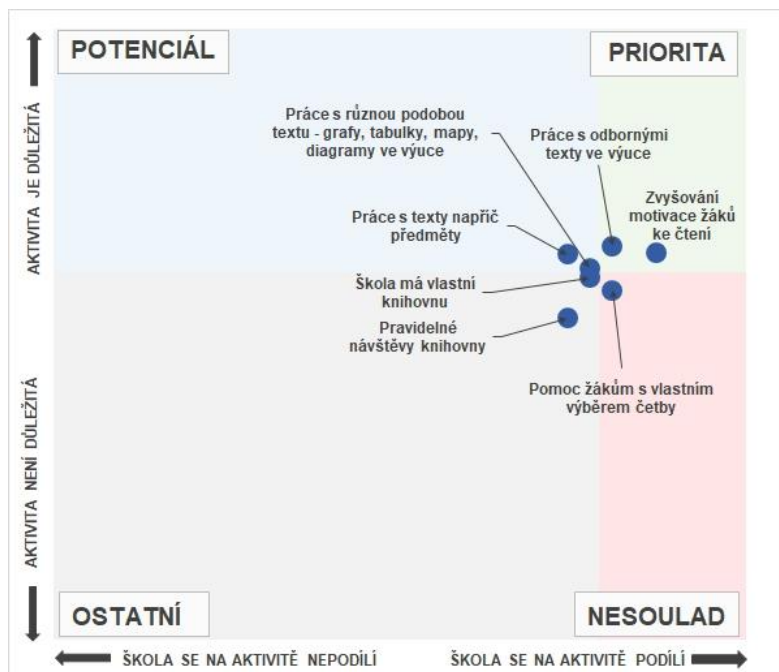 POTENCIÁL
PRIORITA
Práce s různou podobou
textu - grafy, tabulky, mapy,
diagramy ve výuce
Práce s odbornými
texty ve výuce
Zvyšování
motivace žáků
ke čtení
Práce s texty napříč
předměty
Škola má vlastní
knihovnu
Pravidelné
návštěvy knihovny
Pomoc žákům s vlastním
výběrem četby
AKTIVITA JE DŮLEŽITÁ
AKTIVITA NENÍ DŮLEŽITÁ
OSTATNÍ
NESOULAD
ŠKOLA SE NA AKTIVITĚ NEPODÍLÍ
ŠKOLA SE NA AKTIVITĚ PODÍLÍ